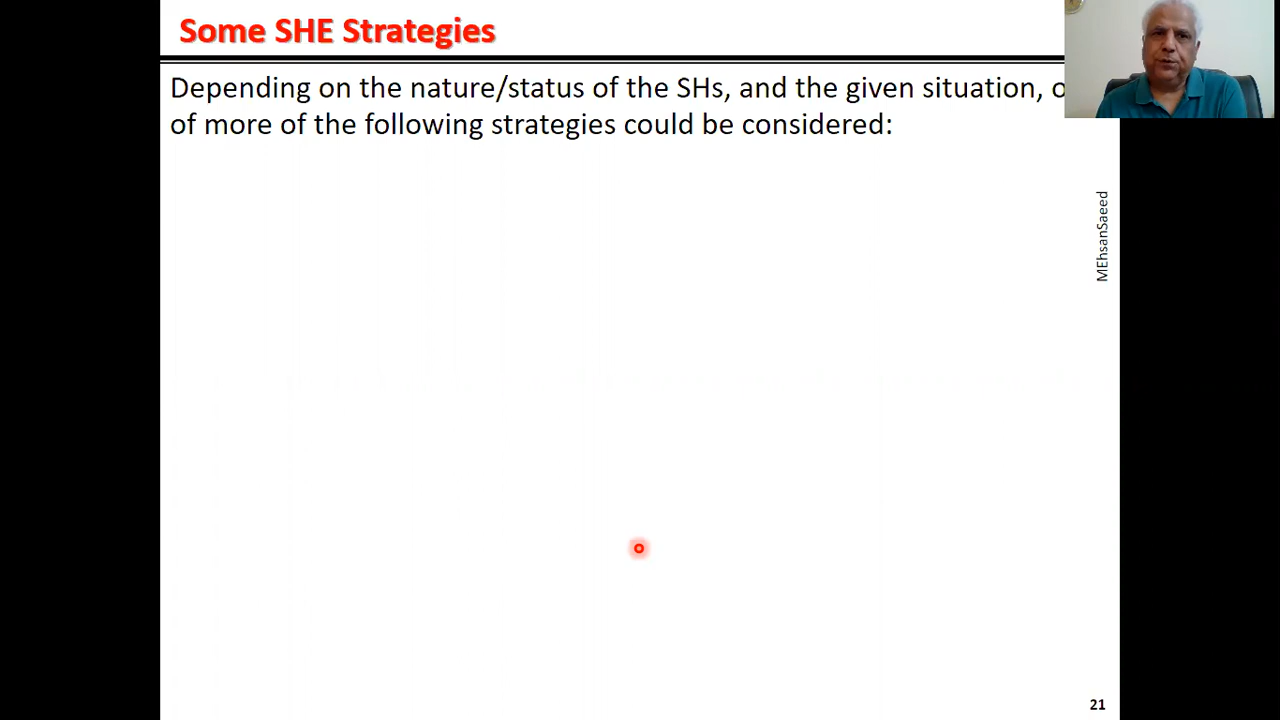 Some SHE Strategies
Depending on the nature/status of the SHs, and the given situation,
of more of the following strategies could be considered:
MEhsanSaeed
21